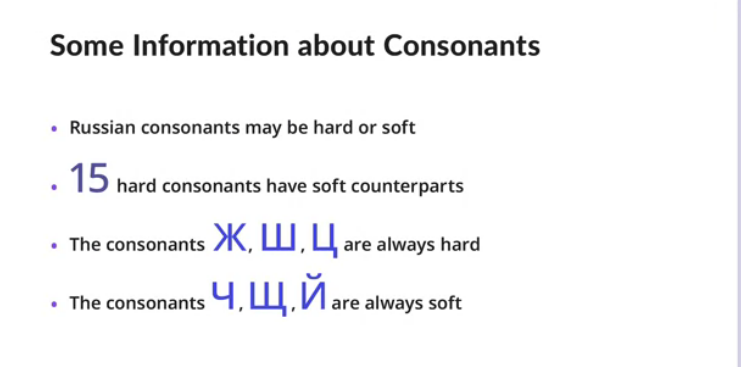 Some Information about Consonants
• Russian consonants may be hard or soft
• 15 hard consonants have soft counterparts
• The consonants Ж, Ш, Ц are always hard
• The consonants Ч, Щ, Й are always soft